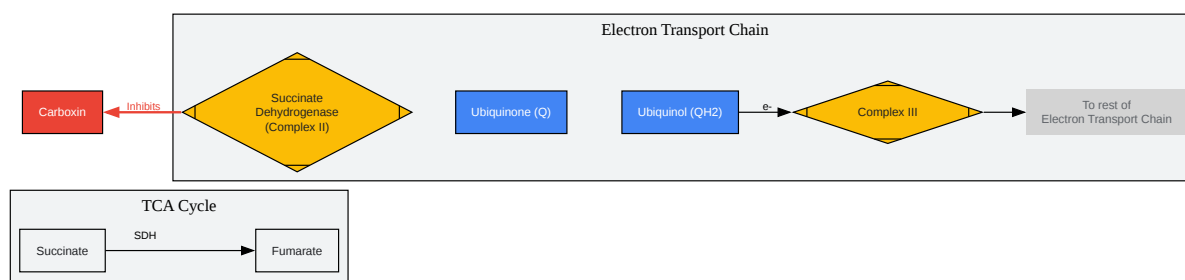 Electron Transport Chain
Carboxin
Inhibits
Succinate
Dehydrogenase
(Complex II)
Ubiquinone (Q)
Ubiquinol (QH2)
e-
Complex III
To rest of
Electron Transport Chain
TCA Cycle
Succinate
SDH
Fumarate